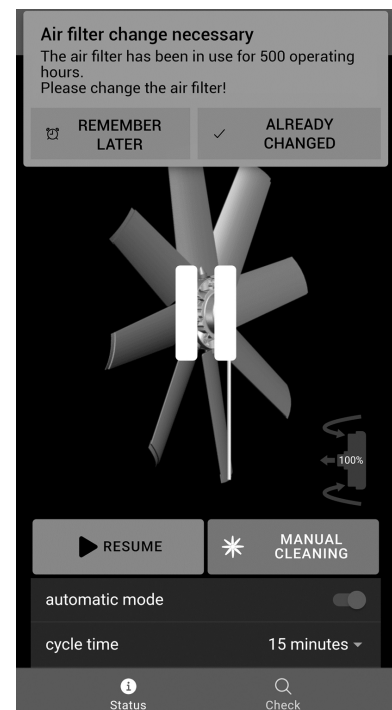 Air filter change necessary
The air filter has been in use for 500 operating
hours.
Please change the air filter!
REMEMBER
LATER
ALREADY
CHANGED
100%
RESUME
MANUAL
CLEANING
automatic mode
cycle time
15 minutes
Status
Check